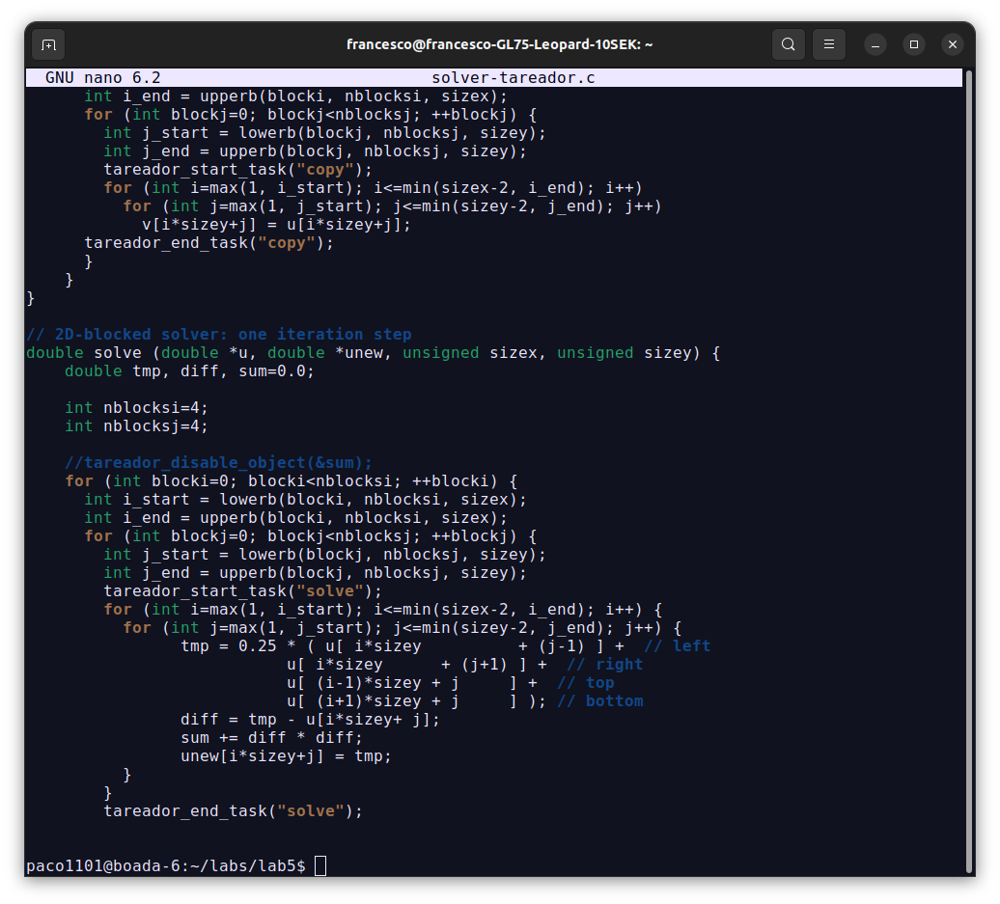 francesco@francesco-GL75-Leopard-10SEK: ~
GNU nano 6.2 solver-tareador.c
int i_end = upperb(blocki, nblocksi, sizex);
for (int blockj=0; blockj<nblocksj; ++blockj) {
int j_start = lowerb(blockj, nblocksj, sizey);
int j_end = upperb(blockj, nblocksj, sizey);
tareador_start_task("copy");
for (int i=max(1, i_start); i<=min(sizex-2, i_end); i++)
for (int j=max(1, j_start); j<=min(sizey-2, j_end); j++)
v[i*sizey+j] = u[i*sizey+j];
tareador_end_task("copy");
}
}
}
// 2D-blocked solver: one iteration step
double solve (double *u, double *unew, unsigned sizex, unsigned sizey) {
double tmp, diff, sum=0.0;
int nblocksi=4;
int nblocksj=4;
//tareador_disable_object(&sum);
for (int blocki=0; blocki<nblocksi; ++blocki) {
int i_start = lowerb(blocki, nblocksi, sizex);
int i_end = upperb(blocki, nblocksi, sizex);
for (int blockj=0; blockj<nblocksj; ++blockj) {
int j_start = lowerb(blockj, nblocksj, sizey);
int j_end = upperb(blockj, nblocksj, sizey);
tareador_start_task("solve");
for (int i=max(1, i_start); i<=min(sizex-2, i_end); i++) {
for (int j=max(1, j_start); j<=min(sizey-2, j_end); j++) {
tmp = 0.25 * ( u[ i*sizey + (j-1) ] + // left
u[ i*sizey + (j+1) ] + // right
u[ (i-1)*sizey + j ] + // top
u[ (i+1)*sizey + j ] ); // bottom
diff = tmp - u[i*sizey+ j];
sum += diff * diff;
unew[i*sizey+j] = tmp;
}
}
tareador_end_task("solve");
paco1101@boada-6:~/labs/lab5$